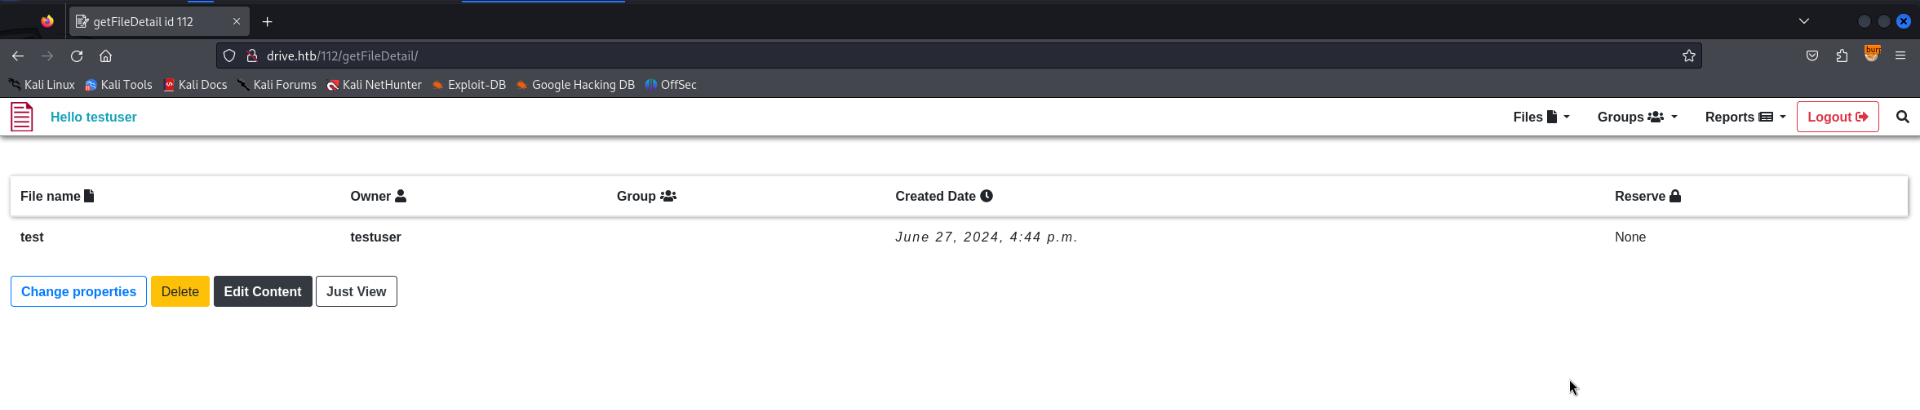 getFileDetail id 112
drive.htb/112/getFileDetail/
burp
Kali Linux Kali Tools Kali Docs Kali Forums Kali NetHunter Exploit-DB Google Hacking DB OffSec
Hello testuser Files Groups Reports Logout
File name Owner Group Created Date Reserve
test testuser June 27, 2024, 4:44 p.m. None
Change properties Delete Edit Content Just View